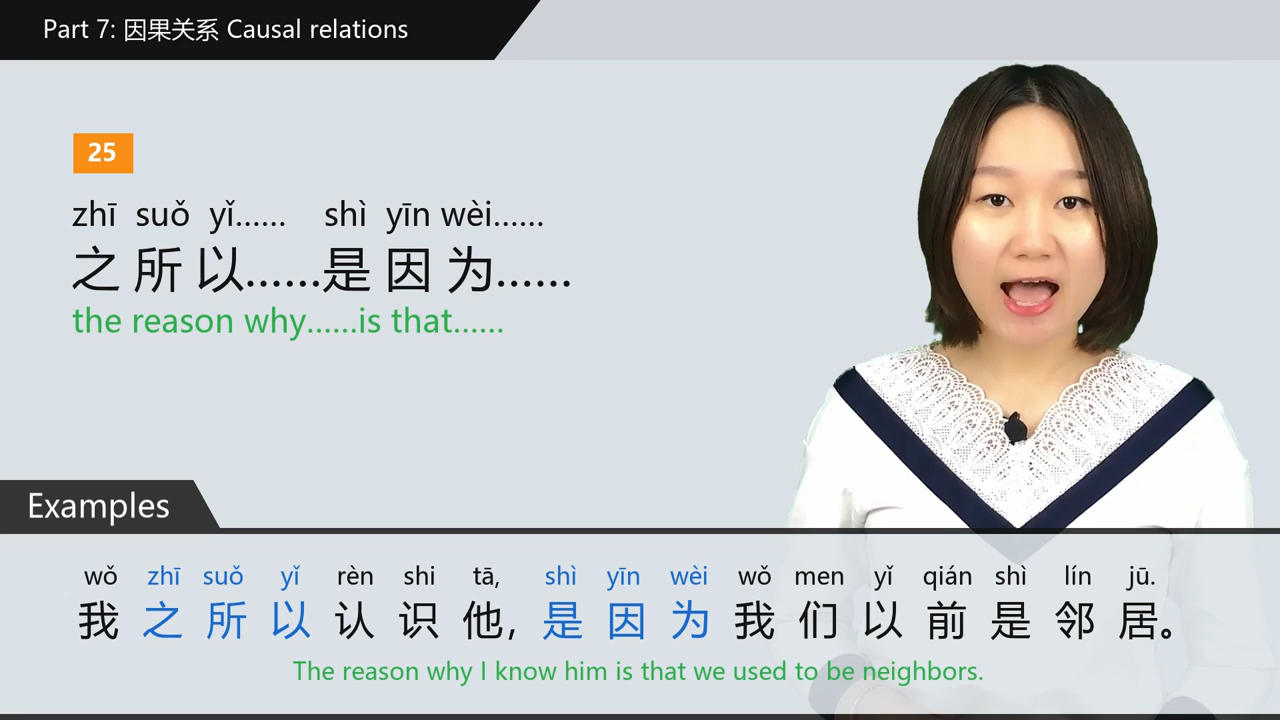 Part 7: 因果关系 Causal relations
25
zhī suǒ yǐ...... shì yīn wèi......
之所以......是因为......
the reason why......is that......
Examples
wǒ zhī suǒ yǐ rèn shi tā, shì yīn wèi wǒ men yǐ qián shì lín jū.
我之所以认识他,是因为我们以前是邻居。
The reason why I know him is that we used to be neighbors.